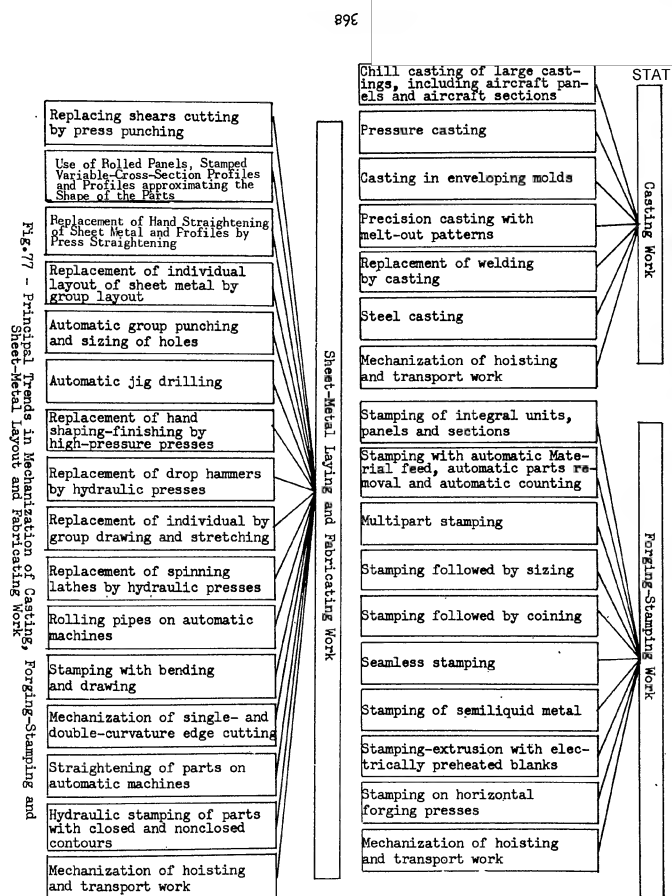 368
STAT
Chill casting of large cast-
ings, including aircraft pan-
els and aircraft sections
Pressure casting
Casting in enveloping molds
Precision casting with
melt-out patterns
Replacement of welding
by casting
Steel casting
Mechanization of hoisting
and transport work
Casting Work
Stamping of integral units,
panels and sections
Stamping with automatic Mate-
rial feed, automatic parts re-
moval and automatic counting
Multipart stamping
Stamping followed by sizing
Stamping followed by coining
Seamless stamping
Stamping of semiliquid metal
Stamping-extrusion with elec-
trically preheated blanks
Stamping on horizontal
forging presses
Mechanization of hoisting
and transport work
Forging-Stamping Work
Replacing shears cutting
by press punching
Use of Rolled Panels, Stamped
Variable-Cross-Section Profiles
and Profiles approximating the
Shape of the Parts
Replacement of Hand Straightening
of Sheet Metal and Profiles by
Press Straightening
Replacement of individual
layout of sheet metal by
group layout
Automatic group punching
and sizing of holes
Automatic jig drilling
Replacement of hand
shaping-finishing by
high-pressure presses
Replacement of drop hammers
by hydraulic presses
Replacement of individual by
group drawing and stretching
Replacement of spinning
lathes by hydraulic presses
Rolling pipes on automatic
machines
Stamping with bending
and drawing
Mechanization of single- and
double-curvature edge cutting
Straightening of parts on
automatic machines
Hydraulic stamping of parts
with closed and nonclosed
contours
Mechanization of hoisting
and transport work
Sheet-Metal Laying and Fabricating Work
Fig.77 - Principal Trends in Mechanization of Casting, Forging-Stamping and
Sheet-Metal Layout and Fabricating Work